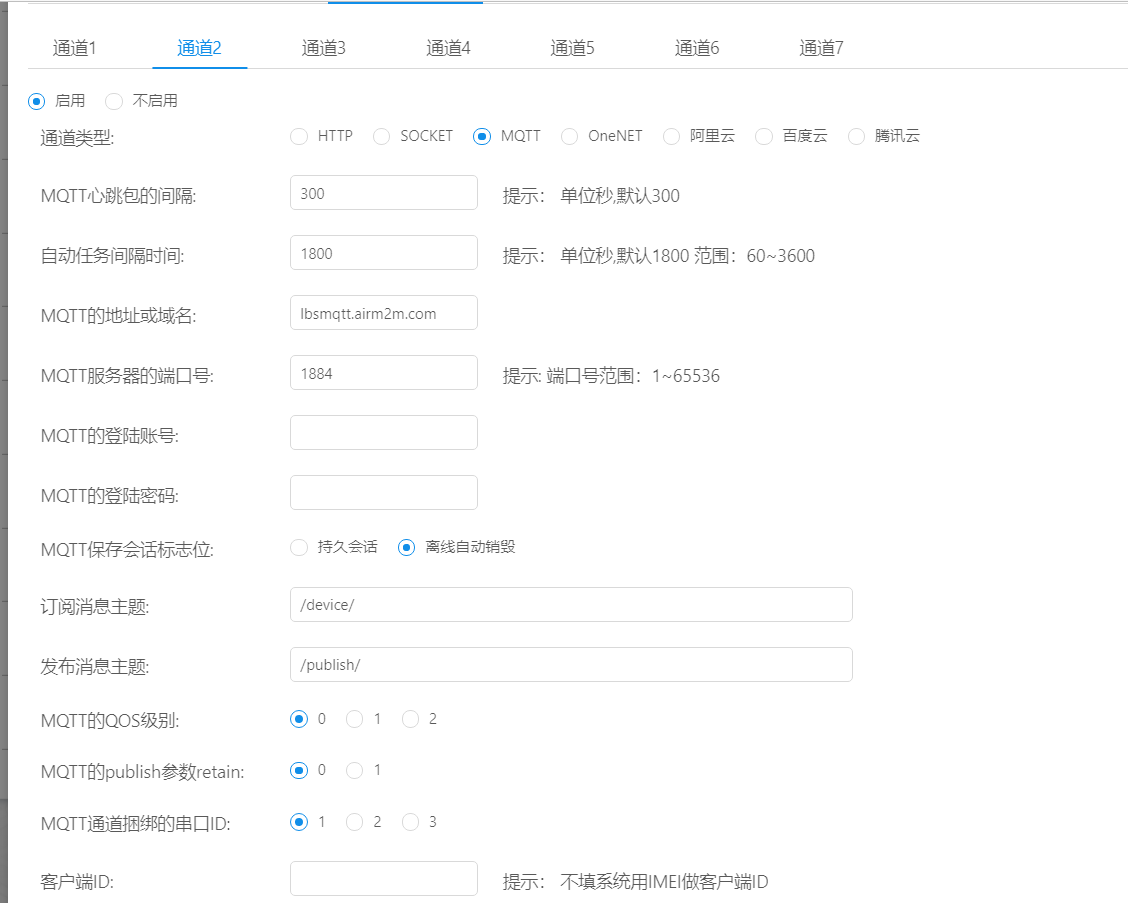 通道1 通道2 通道3 通道4 通道5 通道6 通道7
启用 不启用
通道类型: HTTP SOCKET MQTT OneNET 阿里云 百度云 腾讯云
MQTT心跳包的间隔: 300 提示： 单位秒,默认300
自动任务间隔时间: 1800 提示： 单位秒,默认1800 范围：60~3600
MQTT的地址或域名: lbsmqtt.airm2m.com
MQTT服务器的端口号: 1884 提示: 端口号范围：1~65536
MQTT的登陆账号:
MQTT的登陆密码:
MQTT保存会话标志位: 持久会话 离线自动销毁
订阅消息主题: /device/
发布消息主题: /publish/
MQTT的QOS级别: 0 1 2
MQTT的publish参数retain: 0 1
MQTT通道捆绑的串口ID: 1 2 3
客户端ID: 提示： 不填系统用IMEI做客户端ID